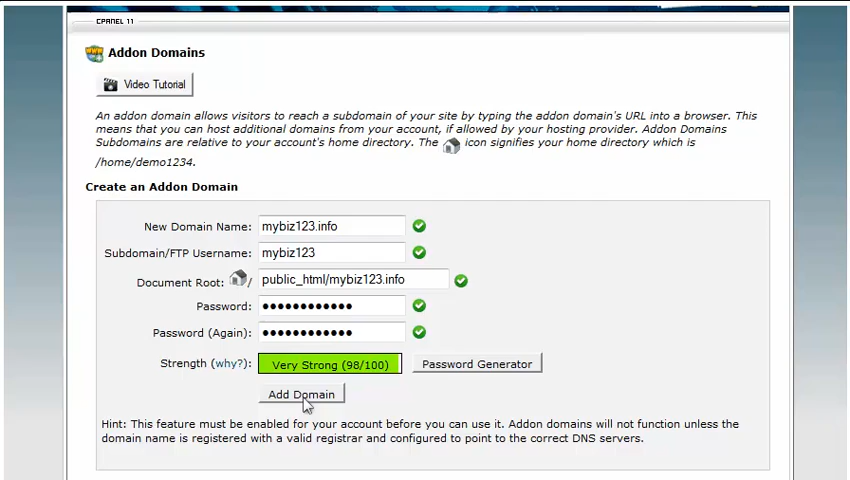 CPANEL 11
Addon Domains
Video Tutorial
An addon domain allows visitors to reach a subdomain of your site by typing the addon domain's URL into a browser. This
means that you can host additional domains from your account, if allowed by your hosting provider. Addon Domains
Subdomains are relative to your account's home directory. The icon signifies your home directory which is
/home/demo1234.
Create an Addon Domain
New Domain Name: mybiz123.info
Subdomain/FTP Username: mybiz123
Document Root: / public_html/mybiz123.info
Password: ••••••••••••
Password (Again): ••••••••••••
Strength (why?): Very Strong (98/100) Password Generator
Add Domain
Hint: This feature must be enabled for your account before you can use it. Addon domains will not function unless the
domain name is registered with a valid registrar and configured to point to the correct DNS servers.